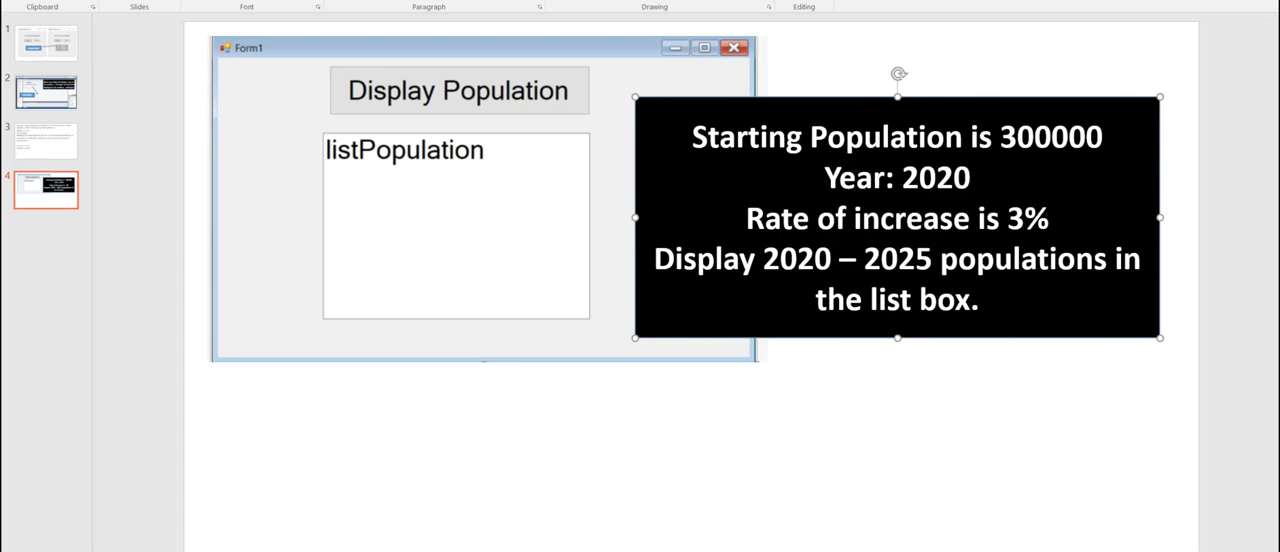 Clipboard
Slides
Font
Paragraph
Drawing
Editing
1
2
3
4
Form1
Display Population
listPopulation
Starting Population is 300000
Year: 2020
Rate of increase is 3%
Display 2020 – 2025 populations in
the list box.